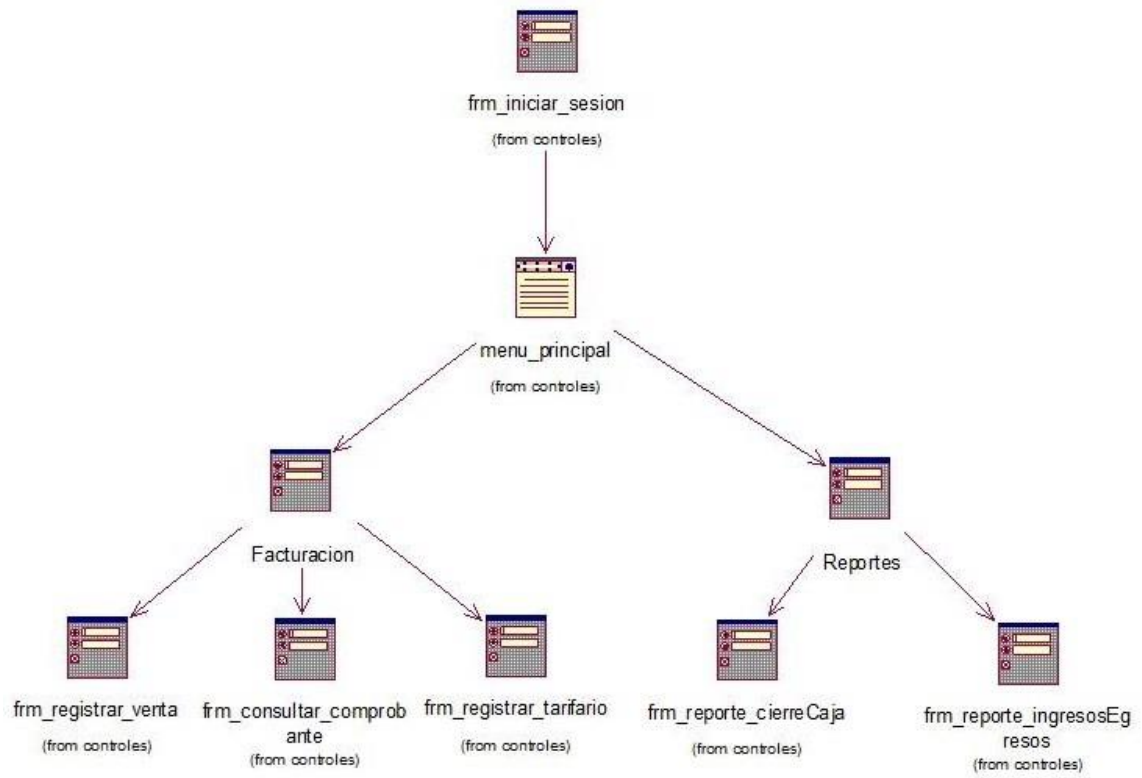 frm_iniciar_sesion
(from controles)
menu_principal
(from controles)
Facturacion
Reportes
frm_registrar_venta
(from controles)
frm_consultar_comprob
ante
(from controles)
frm_registrar_tarifario
(from controles)
frm_reporte_cierreCaja
(from controles)
frm_reporte_ingresosEg
resos
(from controles)